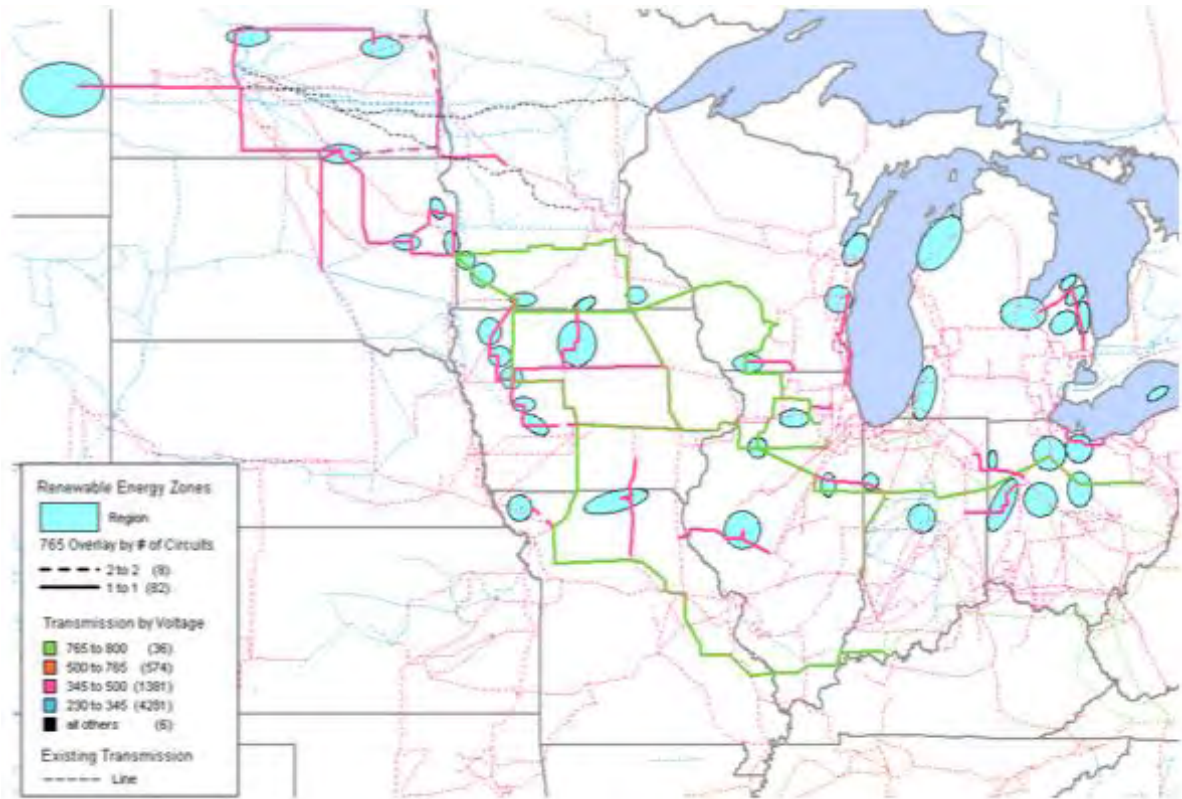 Renewable Energy Zones
Region
765 Overlay by # of Circuits
2 to 2 (8)
1 to 1 (82)
Transmission by Voltage
765 to 800 (36)
500 to 765 (574)
345 to 500 (1381)
230 to 345 (4281)
all others (6)
Existing Transmission
Line